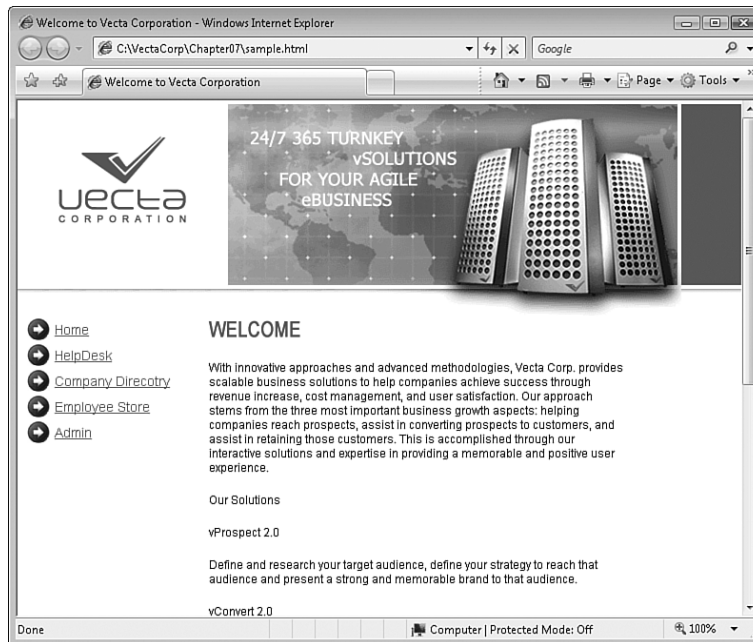 Welcome to Vecta Corporation - Windows Internet Explorer
C:\VectaCorp\Chapter07\sample.html
Google
Welcome to Vecta Corporation
Page
Tools
24/7 365 TURNKEY
vSOLUTIONS
FOR YOUR AGILE
eBUSINESS
vecta
CORPORATION
Home
HelpDesk
Company Direcotry
Employee Store
Admin
WELCOME
With innovative approaches and advanced methodologies, Vecta Corp. provides
scalable business solutions to help companies achieve success through
revenue increase, cost management, and user satisfaction. Our approach
stems from the three most important business growth aspects: helping
companies reach prospects, assist in converting prospects to customers, and
assist in retaining those customers. This is accomplished through our
interactive solutions and expertise in providing a memorable and positive user
experience.
Our Solutions
vProspect 2.0
Define and research your target audience, define your strategy to reach that
audience and present a strong and memorable brand to that audience.
vConvert 2.0
Done
Computer | Protected Mode: Off
100%